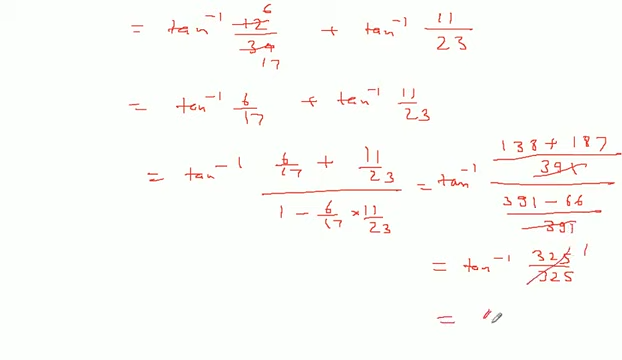 = tan⁻¹ 12/34 6/17 + tan⁻¹ 11/23
= tan⁻¹ 6/17 + tan⁻¹ 11/23
= tan⁻¹ (6/17 + 11/23)/(1 − 6/17 × 11/23) = tan⁻¹ ((138 + 187)/391)/((391 − 66)/391)
= tan⁻¹ 325/325 1
=